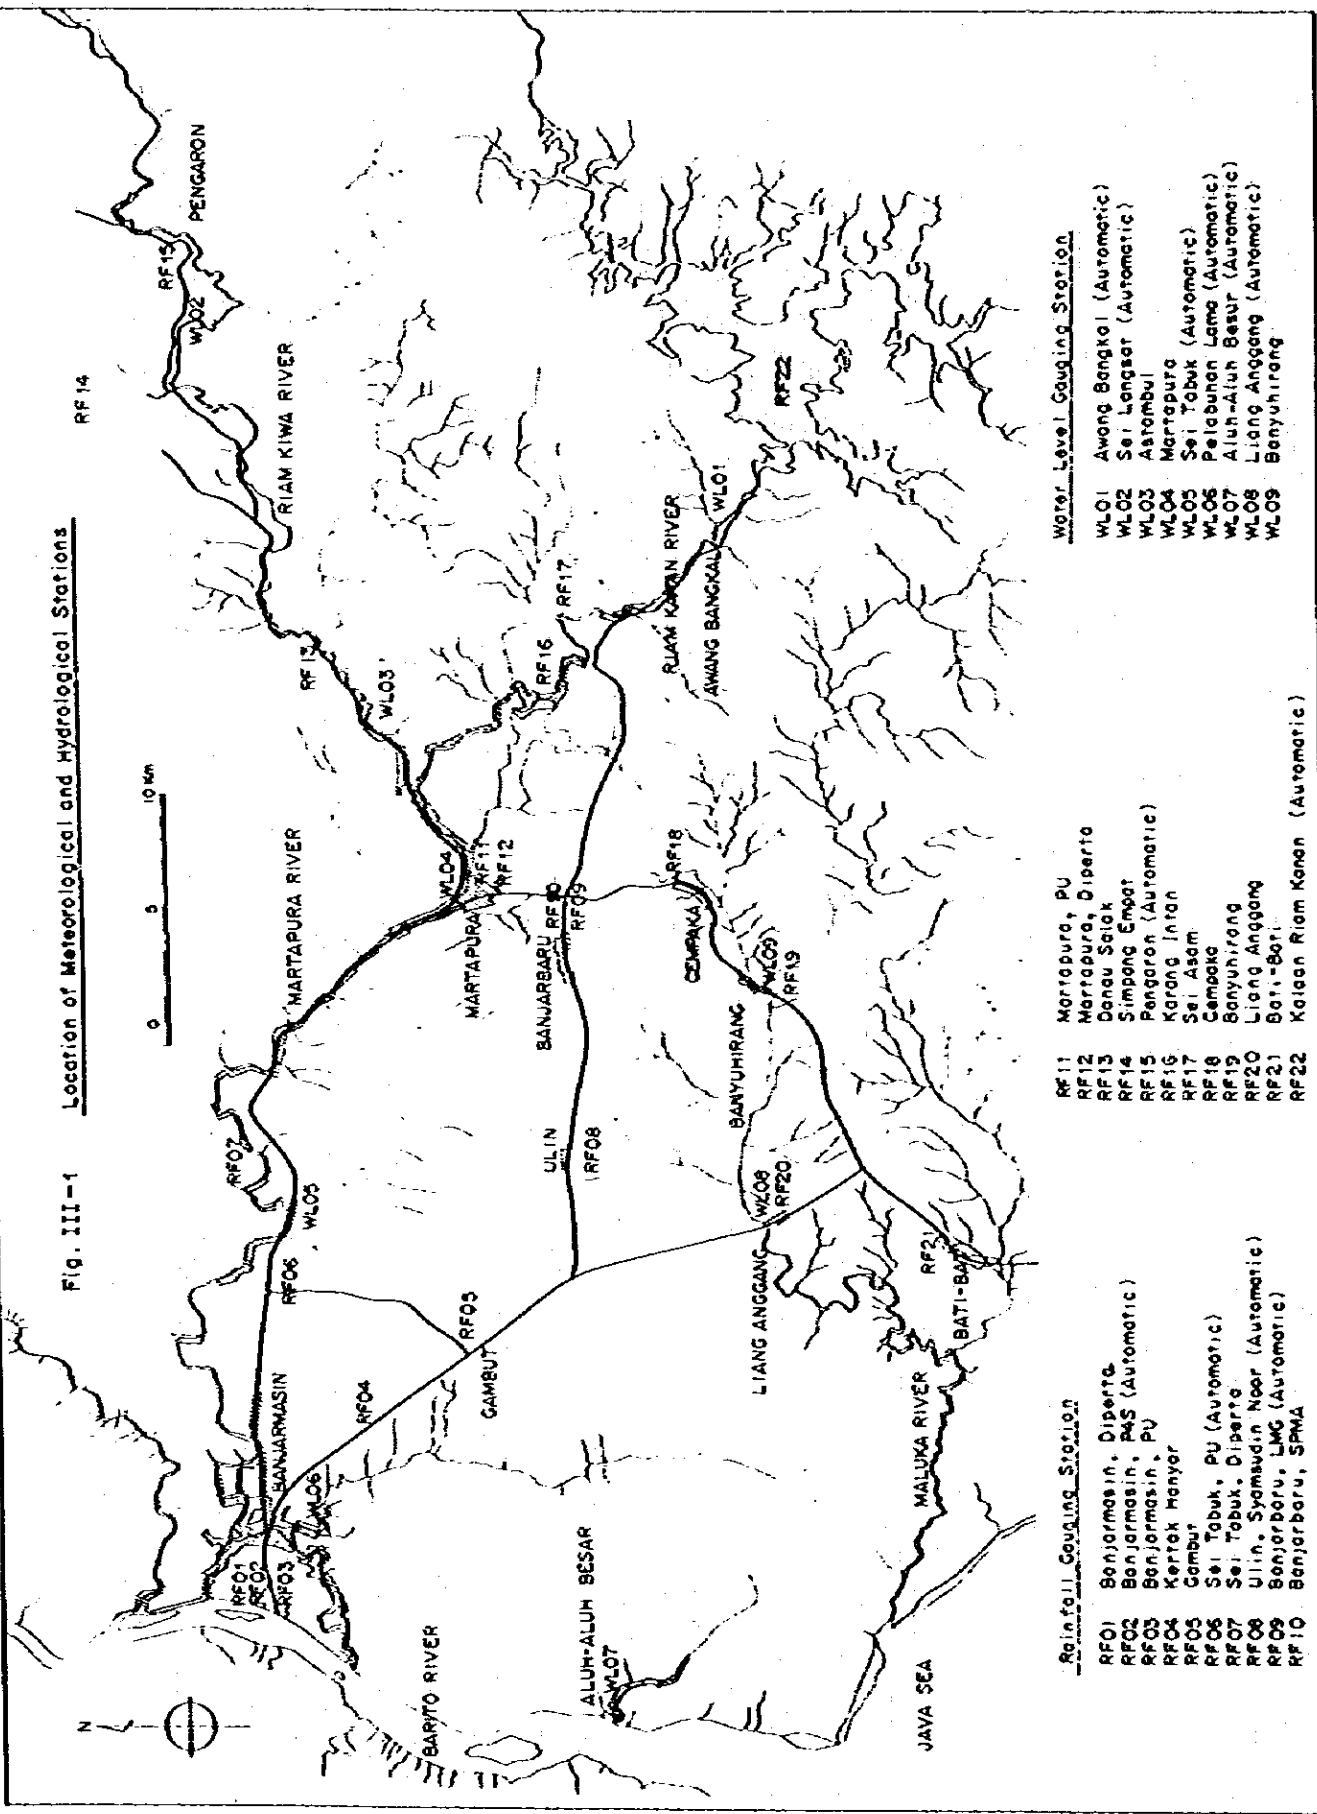 Fig. III-1
Location of Meteorological and Hydrological Stations
N
0 5 10 Km
BARITO RIVER
RF01
RF02
RF03
BANJARMASIN
WL06
RF04
RF06
WL05
RF07
MARTAPURA RIVER
RF05
GAMBUT
ULIN
RF08
BANJARBARU
RF10
RF09
MARTAPURA
WL04
RF11
RF12
WL03
RF13
RIAM KIWA RIVER
RF14
WL02
RF15
PENGARON
RF16
RF17
RIAM KANAN RIVER
AWANG BANGKAL
WL01
RF22
CEMPAKA
RF18
BANYUHIRANG
WL09
RF19
LIANG ANGGANG
WL08
RF20
RF21
BATI-BATI
MALUKA RIVER
ALUH-ALUH BESAR
WL07
JAVA SEA
Rainfall Gauging Station
RF01 Banjarmasin, Diperta
RF02 Banjarmasin, P4S (Automatic)
RF03 Banjarmasin, PU
RF04 Kertak Hanyar
RF05 Gambut
RF06 Sei Tabuk, PU (Automatic)
RF07 Sei Tabuk, Diperta
RF08 Ulin, Syamsudin Noor (Automatic)
RF09 Banjarbaru, LMG (Automatic)
RF10 Banjarbaru, SPMA
RF11 Martapura, PU
RF12 Martapura, Diperta
RF13 Danau Salak
RF14 Simpang Empat
RF15 Pengaron (Automatic)
RF16 Karang Intan
RF17 Sei Asam
RF18 Cempaka
RF19 Banyuhirang
RF20 Liang Anggang
RF21 Bati-Bati
RF22 Kalaan Riam Kanan (Automatic)
Water Level Gauging Station
WL01 Awang Bangkal (Automatic)
WL02 Sei Langsat (Automatic)
WL03 Astambul
WL04 Martapura
WL05 Sei Tabuk (Automatic)
WL06 Pelabuhan Lama (Automatic)
WL07 Aluh-Aluh Besar (Automatic)
WL08 Liang Anggang (Automatic)
WL09 Banyuhirang